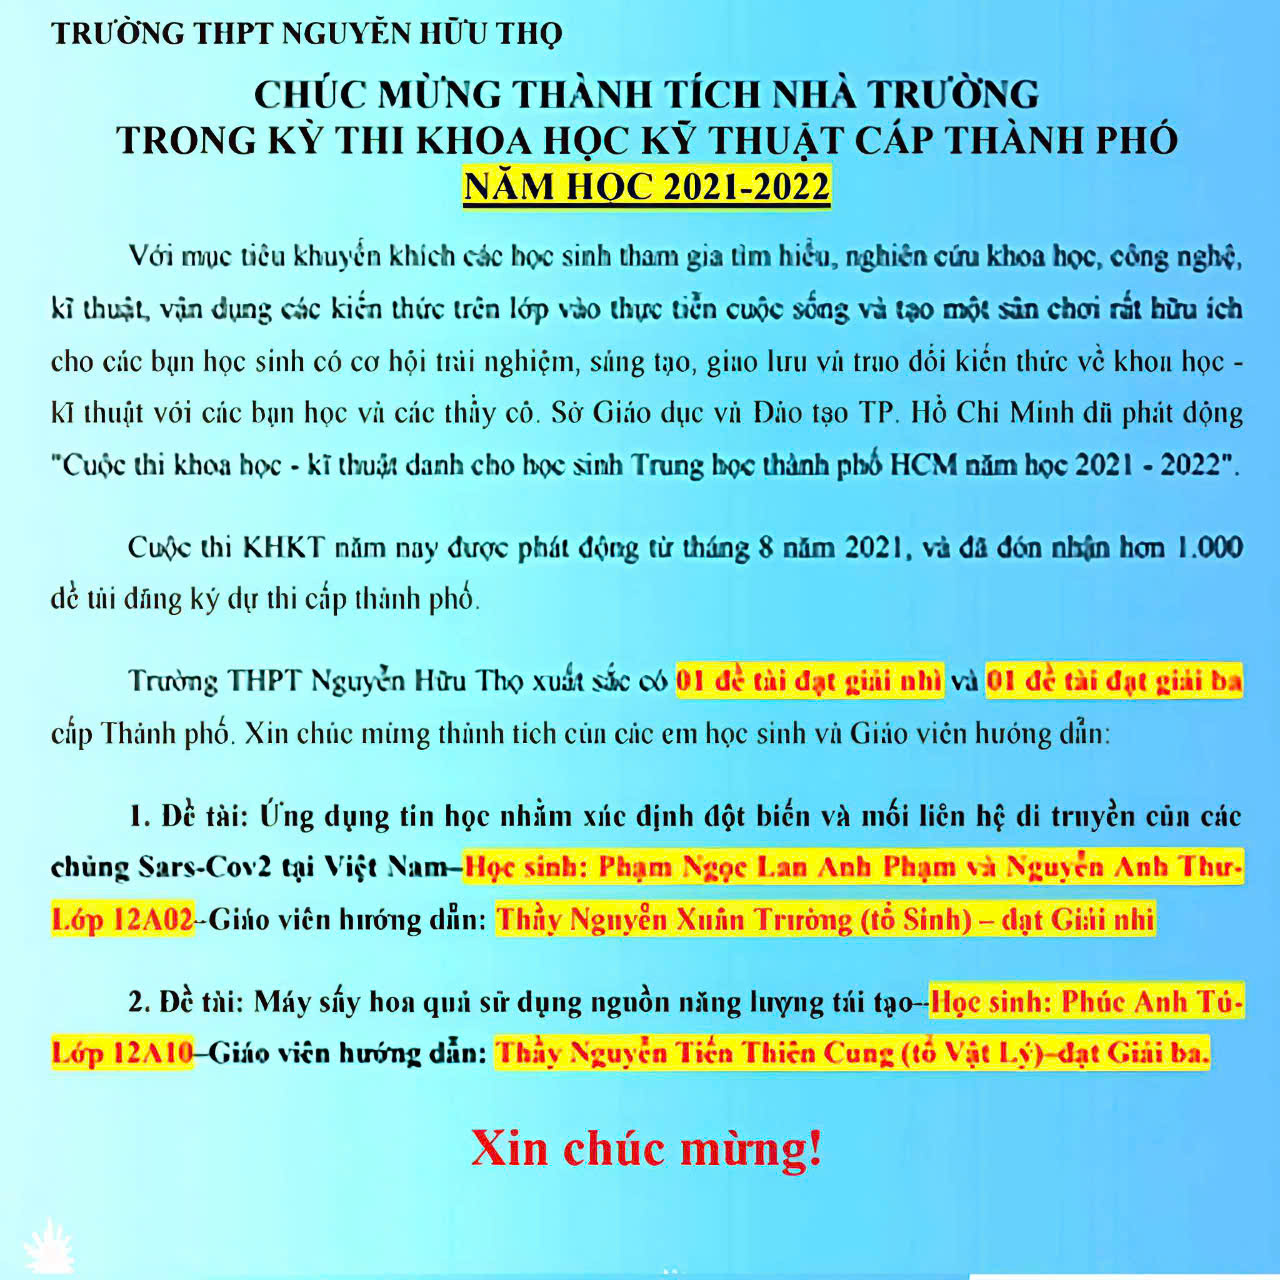 TRƯỜNG THPT NGUYỄN HỮU THỌ
CHÚC MỪNG THÀNH TÍCH NHÀ TRƯỜNG
TRONG KỲ THI KHOA HỌC KỸ THUẬT CẤP THÀNH PHỐ
NĂM HỌC 2021-2022
Với mục tiêu khuyến khích các học sinh tham gia tìm hiểu, nghiên cứu khoa học, công nghệ,
kĩ thuật, vận dụng các kiến thức trên lớp vào thực tiễn cuộc sống và tạo một sân chơi rất hữu ích
cho các bạn học sinh có cơ hội trải nghiệm, sáng tạo, giao lưu và trao dồi kiến thức về khoa học -
kĩ thuật với các bạn học và các thầy cô. Sở Giáo dục và Đào tạo TP. Hồ Chí Minh đã phát động
"Cuộc thi khoa học - kĩ thuật danh cho học sinh Trung học thành phố HCM năm học 2021 - 2022".
Cuộc thi KHKT năm nay được phát động từ tháng 8 năm 2021, và đã đón nhận hơn 1.000
đề tài đăng ký dự thi cấp thành phố.
Trường THPT Nguyễn Hữu Thọ xuất sắc có 01 đề tài đạt giải nhì và 01 đề tài đạt giải ba
cấp Thành phố. Xin chúc mừng thành tích của các em học sinh và Giáo viên hướng dẫn:
1. Đề tài: Ứng dụng tin học nhằm xác định đột biến và mối liên hệ di truyền của các
chủng Sars-Cov2 tại Việt Nam–Học sinh: Phạm Ngọc Lan Anh Phạm và Nguyễn Anh Thư-
Lớp 12A02–Giáo viên hướng dẫn: Thầy Nguyễn Xuân Trường (tổ Sinh) – đạt Giải nhì
2. Đề tài: Máy sấy hoa quả sử dụng nguồn năng lượng tái tạo–Học sinh: Phúc Anh Tú-
Lớp 12A10–Giáo viên hướng dẫn: Thầy Nguyễn Tiến Thiên Cung (tổ Vật Lý)–đạt Giải ba.
Xin chúc mừng!